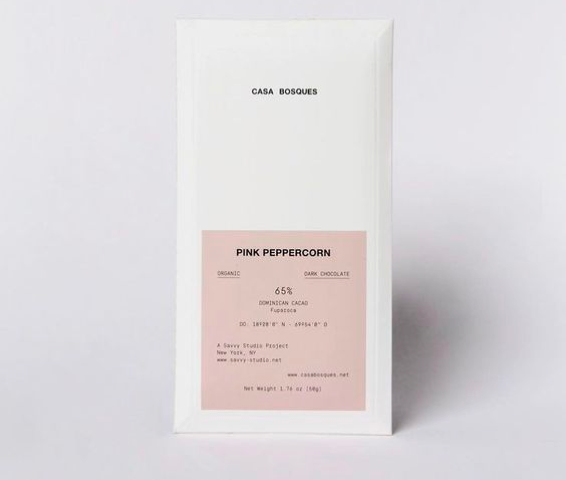 CASA BOSQUES
PINK PEPPERCORN
ORGANIC DARK CHOCOLATE
65%
DOMINICAN CACAO
Fuparoca
A Savvy Studio Project
New York, NY
www.savvy-studio.net
www.casabosques.net
Net Weight 1.76 oz (50g)